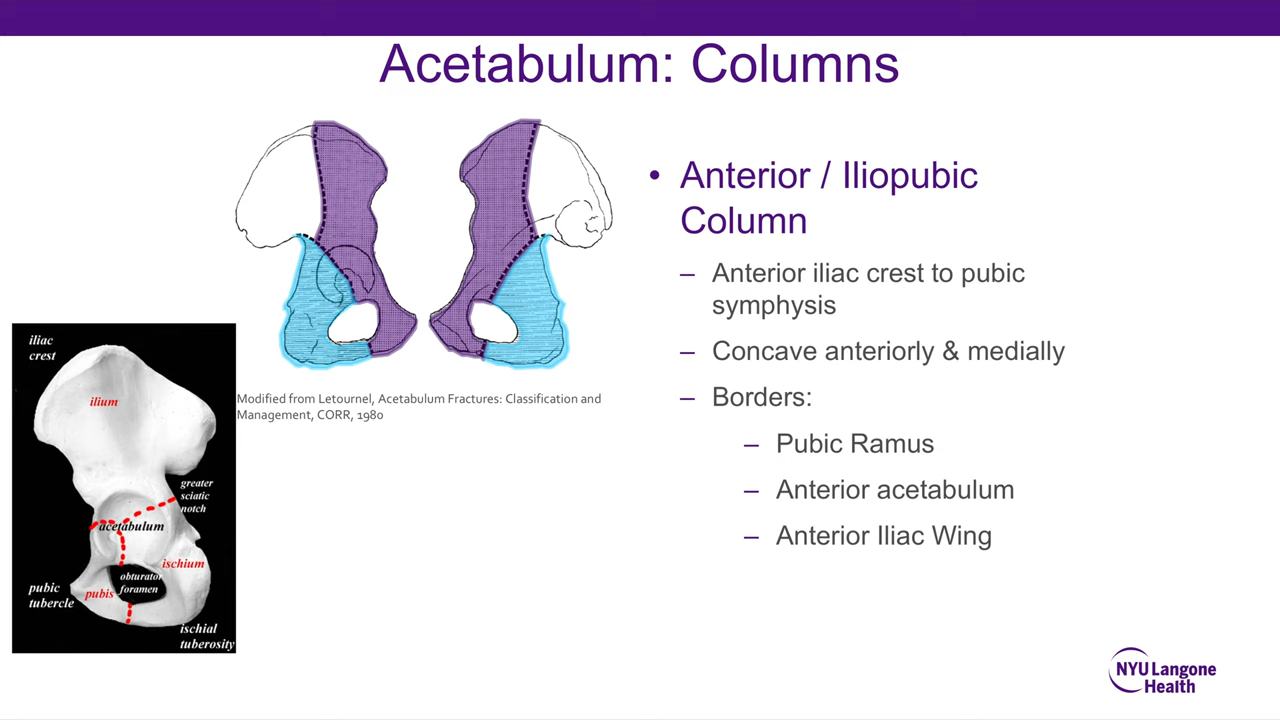 Acetabulum: Columns
• Anterior / Iliopubic
Column
– Anterior iliac crest to pubic
symphysis
– Concave anteriorly & medially
– Borders:
– Pubic Ramus
– Anterior acetabulum
– Anterior Iliac Wing
Modified from Letournel, Acetabulum Fractures: Classification and
Management, CORR, 1980
iliac
crest
ilium
greater
sciatic
notch
acetabulum
ischium
obturator
foramen
pubis
pubic
tubercle
ischial
tuberosity
NYU Langone
Health